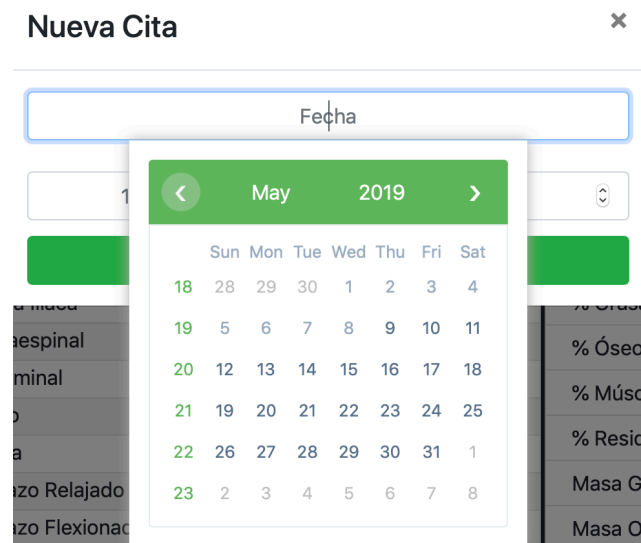 Nueva Cita ×
Fecha
1
‹ May 2019 ›
Sun Mon Tue Wed Thu Fri Sat
18 28 29 30 1 2 3 4
19 5 6 7 8 9 10 11
20 12 13 14 15 16 17 18
21 19 20 21 22 23 24 25
22 26 27 28 29 30 31 1
23 2 3 4 5 6 7 8
aespinal
minal
azo Relajado
azo Flexionad
% Óseo
% Músc
% Resid
Masa G
Masa O